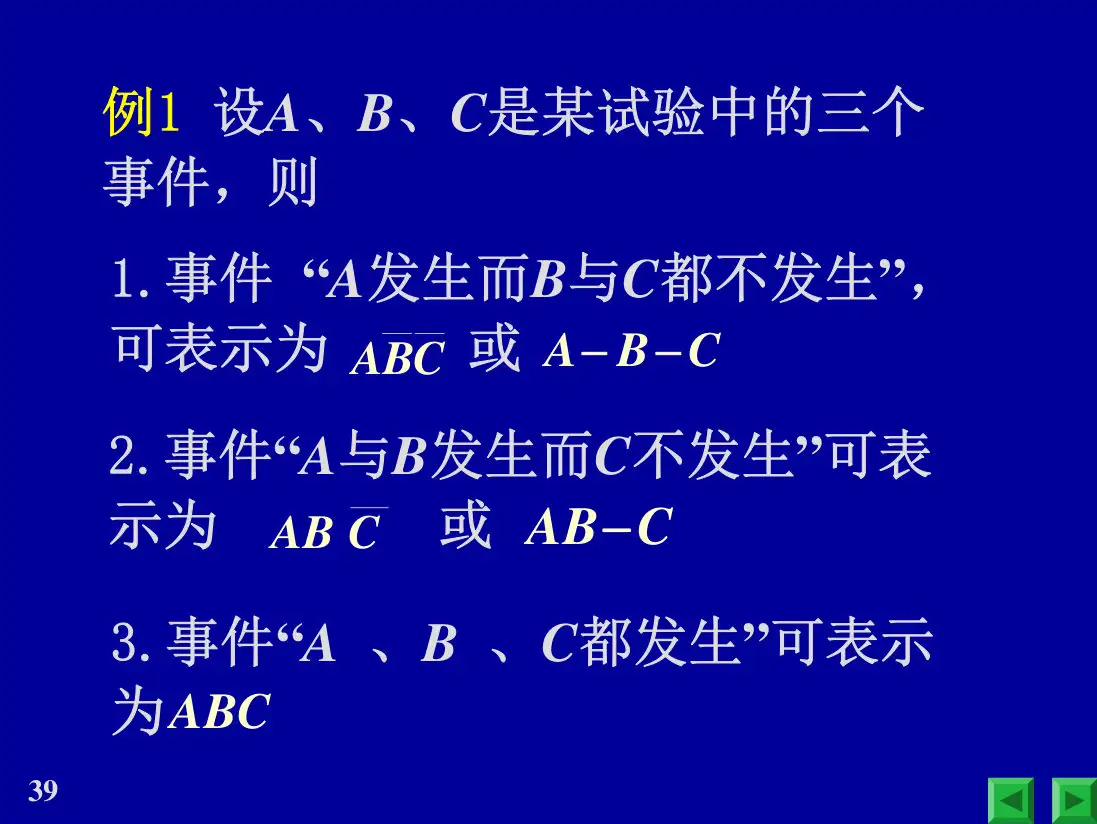 例1 设A、B、C是某试验中的三个
事件，则
1.事件 “A发生而B与C都不发生”，
可表示为 AB̅C̅ 或 A−B−C
2.事件“A与B发生而C不发生”可表
示为 AB C̅ 或 AB−C
3.事件“A 、B 、C都发生”可表示
为ABC
39